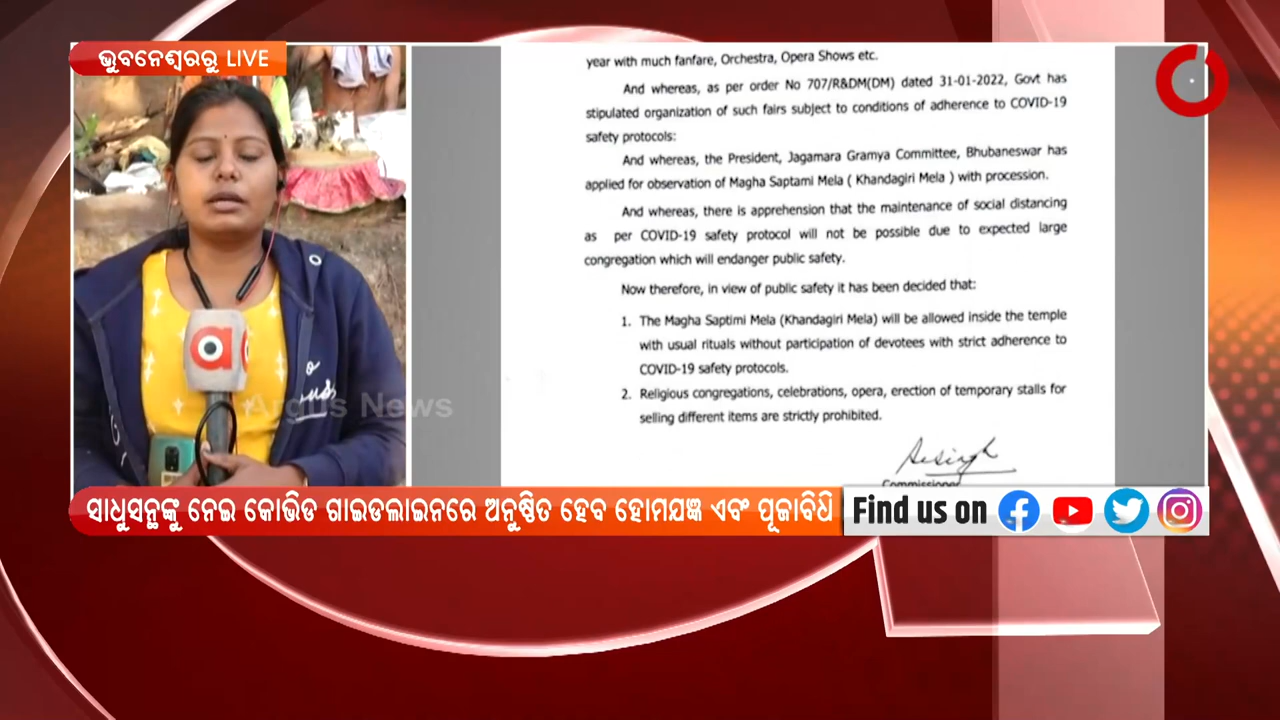 ଭୁବନେଶ୍ୱରରୁ LIVE
year with much fanfare, Orchestra, Opera Shows etc.
And whereas, as per order No 707/R&DM(DM) dated 31-01-2022, Govt has
stipulated organization of such fairs subject to conditions of adherence to COVID-19
safety protocols:
And whereas, the President, Jagamara Gramya Committee, Bhubaneswar has
applied for observation of Magha Saptami Mela ( Khandagiri Mela ) with procession.
And whereas, there is apprehension that the maintenance of social distancing
as per COVID-19 safety protocol will not be possible due to expected large
congregation which will endanger public safety.
Now therefore, in view of public safety it has been decided that:
1. The Magha Saptimi Mela (Khandagiri Mela) will be allowed inside the temple
with usual rituals without participation of devotees with strict adherence to
COVID-19 safety protocols.
2. Religious congregations, celebrations, opera, erection of temporary stalls for
selling different items are strictly prohibited.
Commissioner
Argus News
ସାଧୁସନ୍ଥଙ୍କୁ ନେଇ କୋଭିଡ ଗାଇଡଲାଇନରେ ଅନୁଷ୍ଠିତ ହେବ ହୋମଯଜ୍ଞ ଏବଂ ପୂଜାବିଧି
Find us on